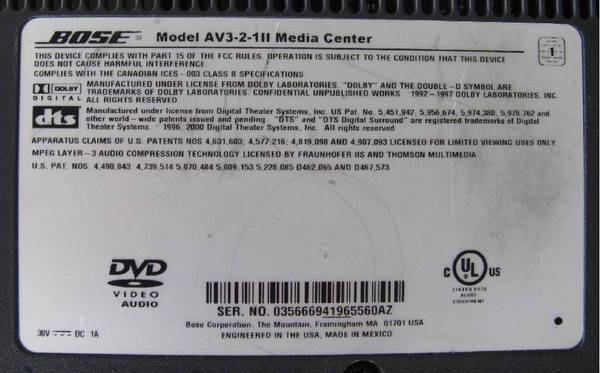 BOSE® Model AV3-2-1II Media Center
1
THIS DEVICE COMPLIES WITH PART 15 OF THE FCC RULES. OPERATION IS SUBJECT TO THE CONDITION THAT THIS DEVICE
DOES NOT CAUSE HARMFUL INTERFERENCE.
COMPLIES WITH THE CANADIAN ICES - 003 CLASS B SPECIFICATIONS
DOLBY DIGITAL
MANUFACTURED UNDER LICENSE FROM DOLBY LABORATORIES. "DOLBY" AND THE DOUBLE-D SYMBOL ARE
TRADEMARKS OF DOLBY LABORATORIES. CONFIDENTIAL UNPUBLISHED WORKS. 1992-1997 DOLBY LABORATORIES, INC.
ALL RIGHTS RESERVED
dts
Manufactured under license from Digital Theater Systems, Inc. US Pat. No. 5,451,942, 5,956,674, 5,974,380, 5,978,762 and
other world-wide patents issued and pending. "DTS" and "DTS Digital Surround" are registered trademarks of Digital
Theater Systems. 1996, 2000 Digital Theater Systems, Inc. All rights reserved.
APPARATUS CLAIMS OF U.S. PATENTS NOS 4,631,603; 4,577,216; 4,819,098 AND 4,907,093 LICENSED FOR LIMITED VIEWING USES ONLY
MPEG LAYER-3 AUDIO COMPRESSION TECHNOLOGY LICENSED BY FRAUNHOFER IIS AND THOMSON MULTIMEDIA
U.S. PAT. NOS. 4,490,843 4,739,514 5,870,484 5,809,153 5,228,085 D462,065 AND D467,573
DVD
VIDEO
AUDIO
C UL US
LISTED
AUDIO
EQUIPMENT
SER. NO. 035666941965560AZ
Bose Corporation, The Mountain, Framingham MA 01701 USA
ENGINEERED IN THE USA, MADE IN MEXICO
30V DC 1A